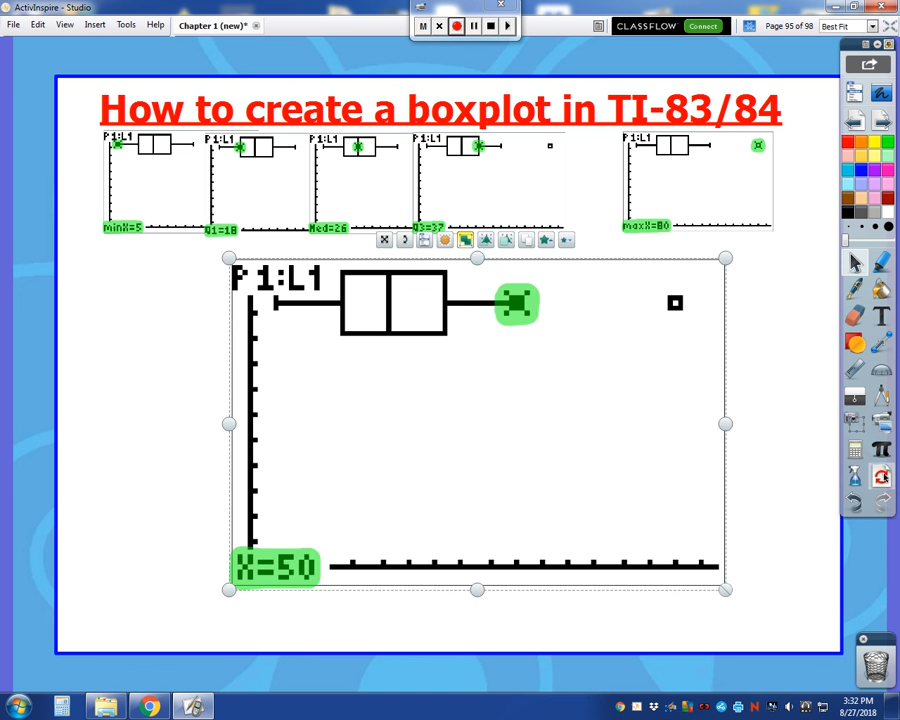 ActivInspire - Studio
File Edit View Insert Tools Help Chapter 1 (new)* M CLASSFLOW Connect Page 95 of 98 Best Fit
How to create a boxplot in TI-83/84
P1:L1 P1:L1 P1:L1 P1:L1 P1:L1
minX=5 Q1=18 Med=26 Q3=37 maxX=80
P1:L1
X=50
T
π
3:32 PM
8/27/2018